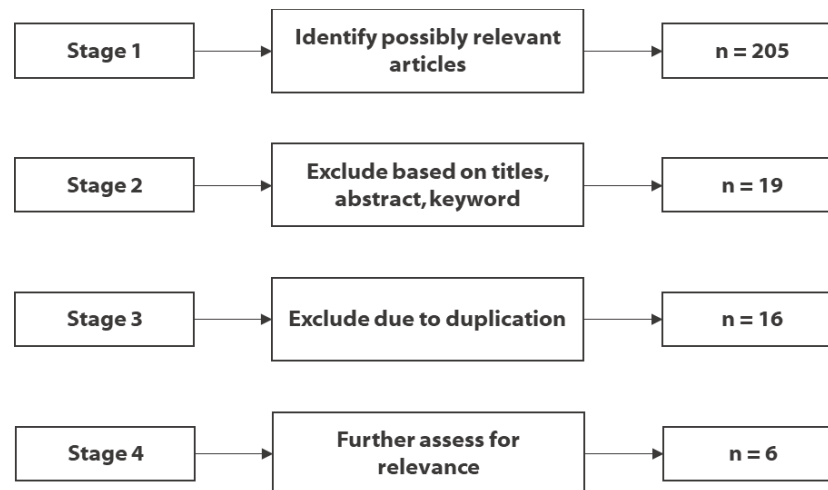 Stage 1
Identify possibly relevant
articles
n = 205
Stage 2
Exclude based on titles,
abstract, keyword
n = 19
Stage 3
Exclude due to duplication
n = 16
Stage 4
Further assess for
relevance
n = 6